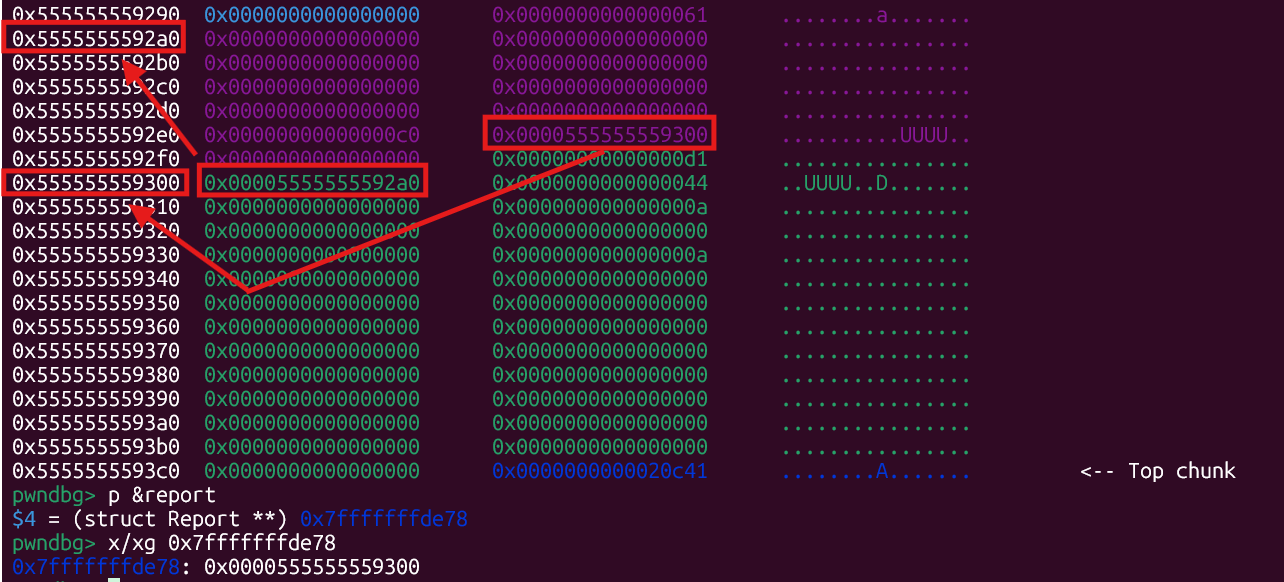 0x555555559290 0x0000000000000000 0x0000000000000061 ........a.......
0x5555555592a0 0x0000000000000000 0x0000000000000000 ................
0x5555555592b0 0x0000000000000000 0x0000000000000000 ................
0x5555555592c0 0x0000000000000000 0x0000000000000000 ................
0x5555555592d0 0x0000000000000000 0x0000000000000000 ................
0x5555555592e0 0x00000000000000c0 0x0000555555559300 ..........UUUU..
0x5555555592f0 0x0000000000000000 0x00000000000000d1 ................
0x555555559300 0x00005555555592a0 0x0000000000000044 ..UUUU..D.......
0x555555559310 0x0000000000000000 0x000000000000000a ................
0x555555559320 0x0000000000000000 0x0000000000000000 ................
0x555555559330 0x0000000000000000 0x000000000000000a ................
0x555555559340 0x0000000000000000 0x0000000000000000 ................
0x555555559350 0x0000000000000000 0x0000000000000000 ................
0x555555559360 0x0000000000000000 0x0000000000000000 ................
0x555555559370 0x0000000000000000 0x0000000000000000 ................
0x555555559380 0x0000000000000000 0x0000000000000000 ................
0x555555559390 0x0000000000000000 0x0000000000000000 ................
0x5555555593a0 0x0000000000000000 0x0000000000000000 ................
0x5555555593b0 0x0000000000000000 0x0000000000000000 ................
0x5555555593c0 0x0000000000000000 0x0000000000020c41 ........A....... <-- Top chunk
pwndbg> p &report
$4 = (struct Report **) 0x7fffffffde78
pwndbg> x/xg 0x7fffffffde78
0x7fffffffde78: 0x0000555555559300